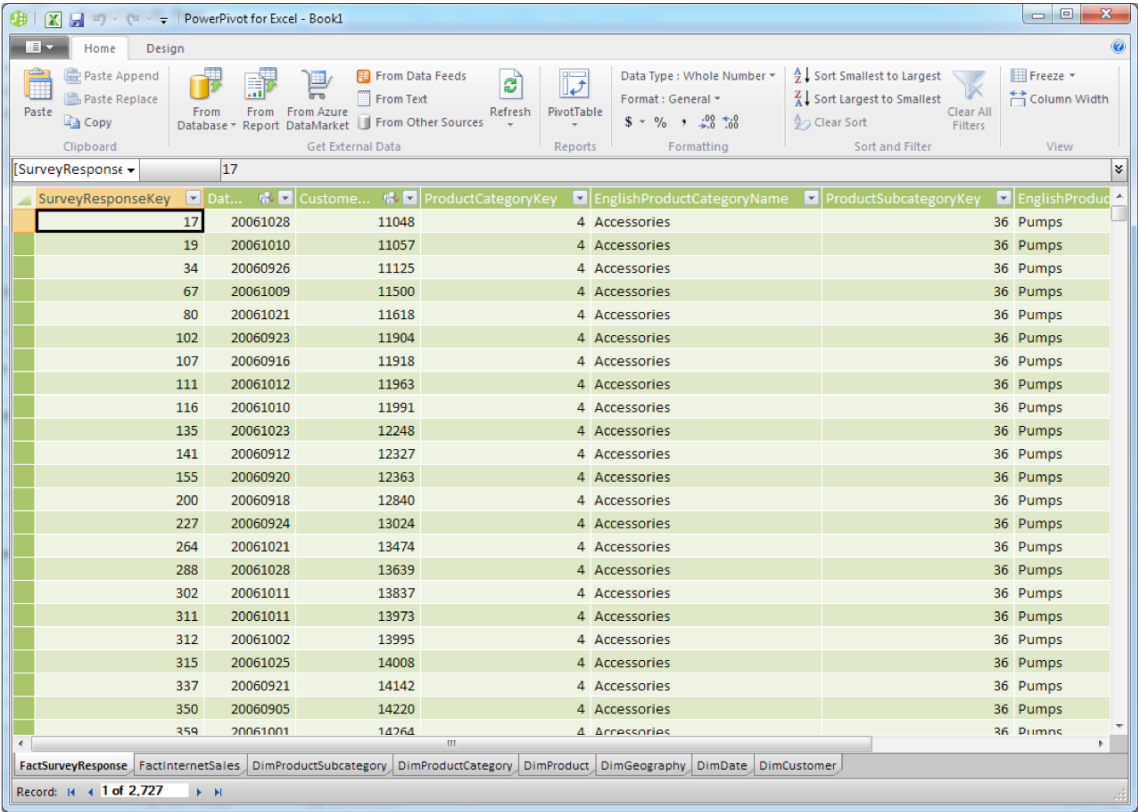 PowerPivot for Excel - Book1
Home Design
Paste Append
Paste Replace
Copy
Paste
Clipboard
From Database
From Report
From Azure DataMarket
From Data Feeds
From Text
From Other Sources
Get External Data
Refresh
PivotTable
Reports
Data Type : Whole Number
Format : General
$ % , .00 .0 .0 .00
Formatting
Sort Smallest to Largest
Sort Largest to Smallest
Clear Sort
Clear All Filters
Sort and Filter
Freeze
Column Width
View
[SurveyResponse 17
SurveyResponseKey Dat... Custome... ProductCategoryKey EnglishProductCategoryName ProductSubcategoryKey EnglishProduc
17 20061028 11048 4 Accessories 36 Pumps
19 20061010 11057 4 Accessories 36 Pumps
34 20060926 11125 4 Accessories 36 Pumps
67 20061009 11500 4 Accessories 36 Pumps
80 20061021 11618 4 Accessories 36 Pumps
102 20060923 11904 4 Accessories 36 Pumps
107 20060916 11918 4 Accessories 36 Pumps
111 20061012 11963 4 Accessories 36 Pumps
116 20061010 11991 4 Accessories 36 Pumps
135 20061023 12248 4 Accessories 36 Pumps
141 20060912 12327 4 Accessories 36 Pumps
155 20060920 12363 4 Accessories 36 Pumps
200 20060918 12840 4 Accessories 36 Pumps
227 20060924 13024 4 Accessories 36 Pumps
264 20061021 13474 4 Accessories 36 Pumps
288 20061028 13639 4 Accessories 36 Pumps
302 20061011 13837 4 Accessories 36 Pumps
311 20061011 13973 4 Accessories 36 Pumps
312 20061002 13995 4 Accessories 36 Pumps
315 20061025 14008 4 Accessories 36 Pumps
337 20060921 14142 4 Accessories 36 Pumps
350 20060905 14220 4 Accessories 36 Pumps
359 20061001 14264 4 Accessories 36 Pumps
FactSurveyResponse FactInternetSales DimProductSubcategory DimProductCategory DimProduct DimGeography DimDate DimCustomer
Record: 1 of 2,727